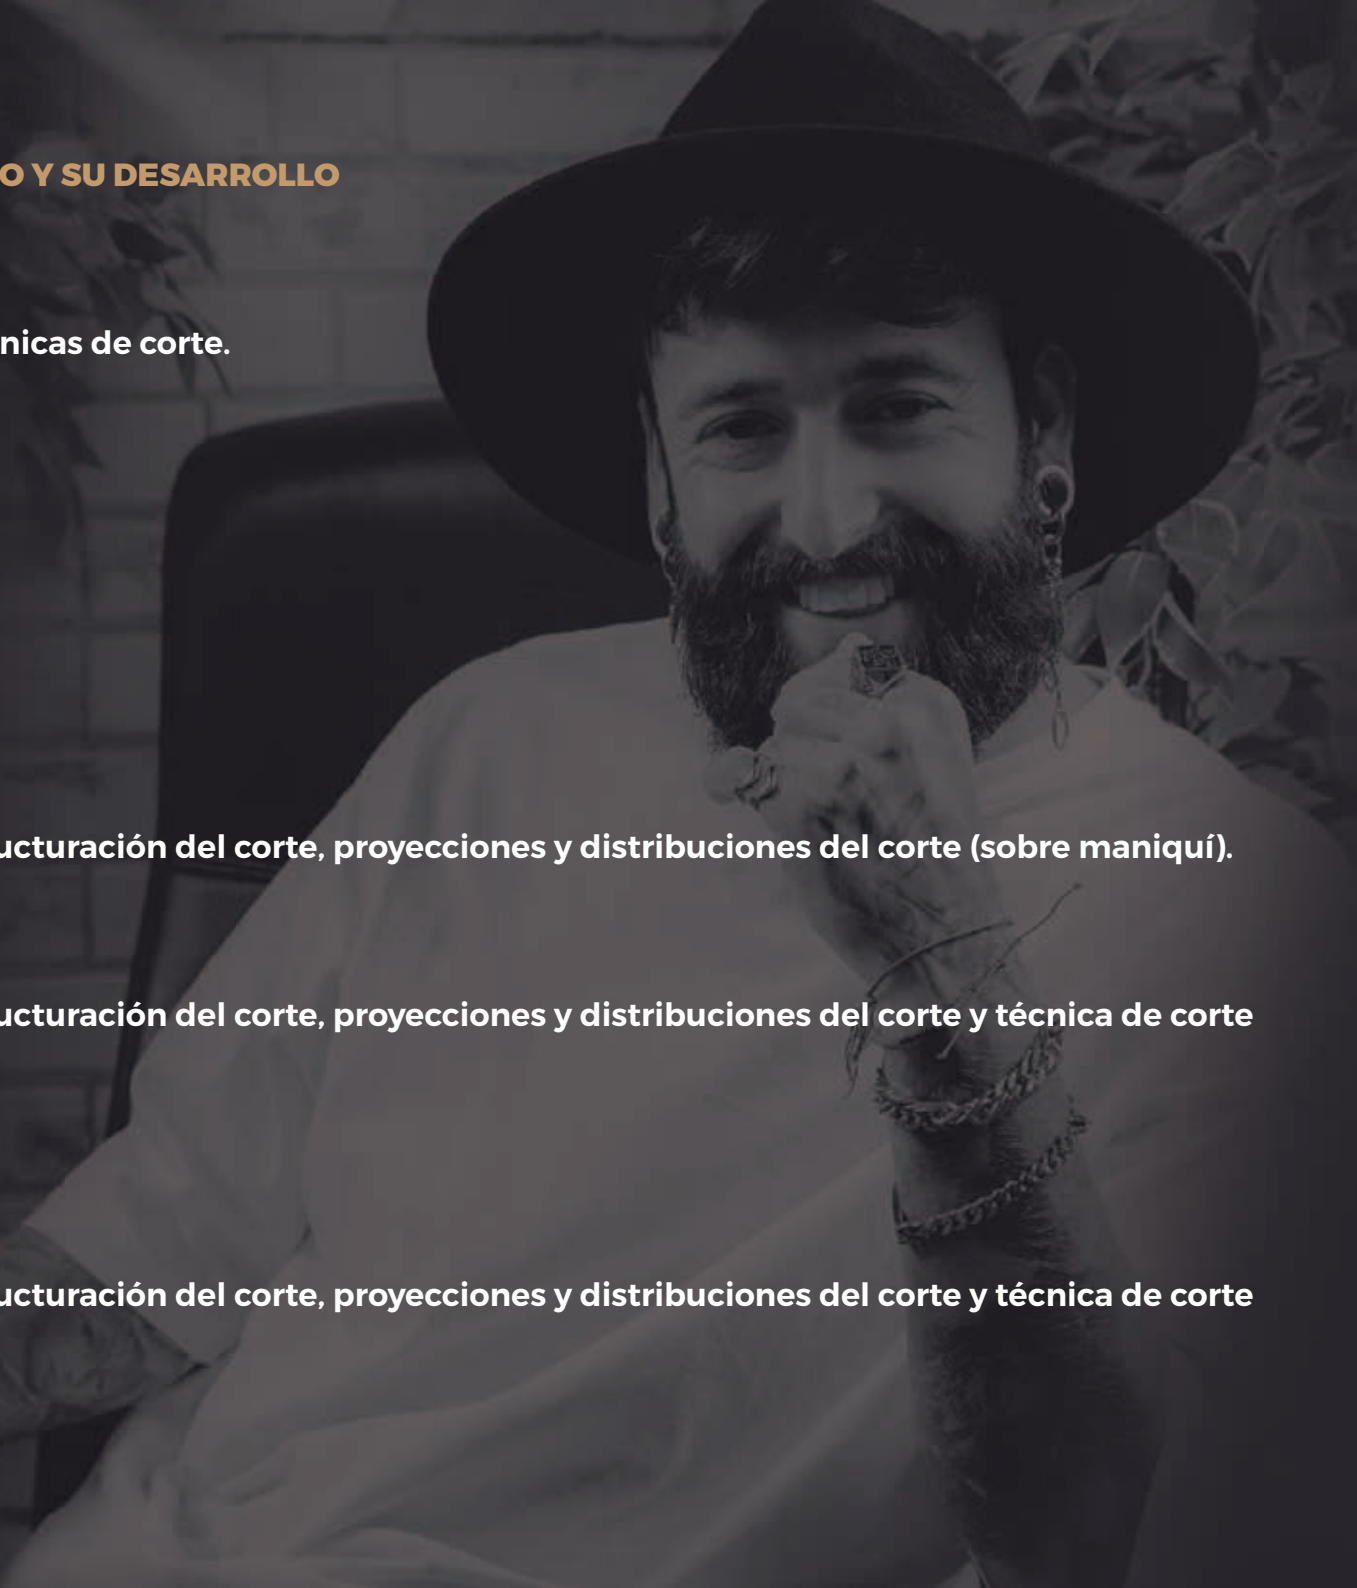 O Y SU DESARROLLO
nicas de corte.
ucturación del corte, proyecciones y distribuciones del corte (sobre maniquí).
ucturación del corte, proyecciones y distribuciones del corte y técnica de corte
ucturación del corte, proyecciones y distribuciones del corte y técnica de corte